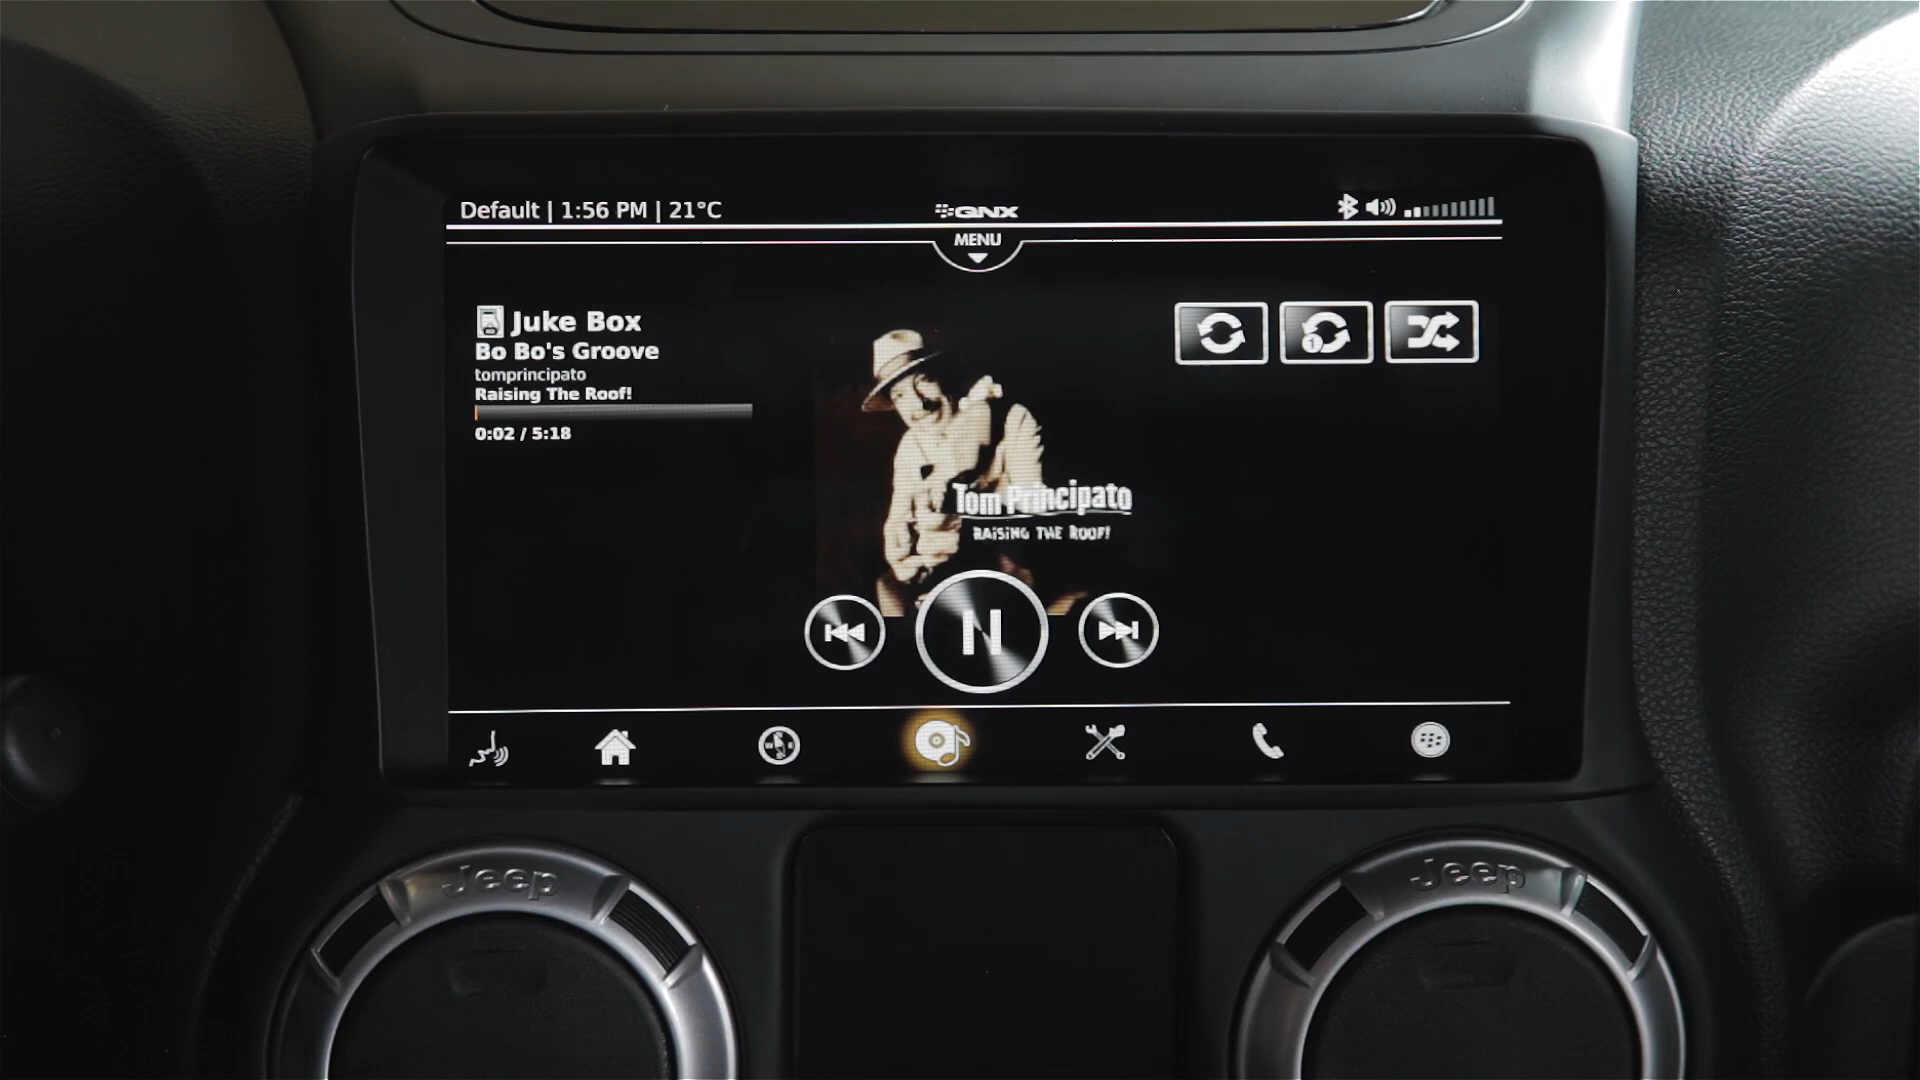 Default | 1:56 PM | 21°C
QNX
MENU
Juke Box
Bo Bo's Groove
tomprincipato
Raising The Roof!
0:02 / 5:18
1
Tom Principato
RAISING THE ROOF!
Jeep
Jeep